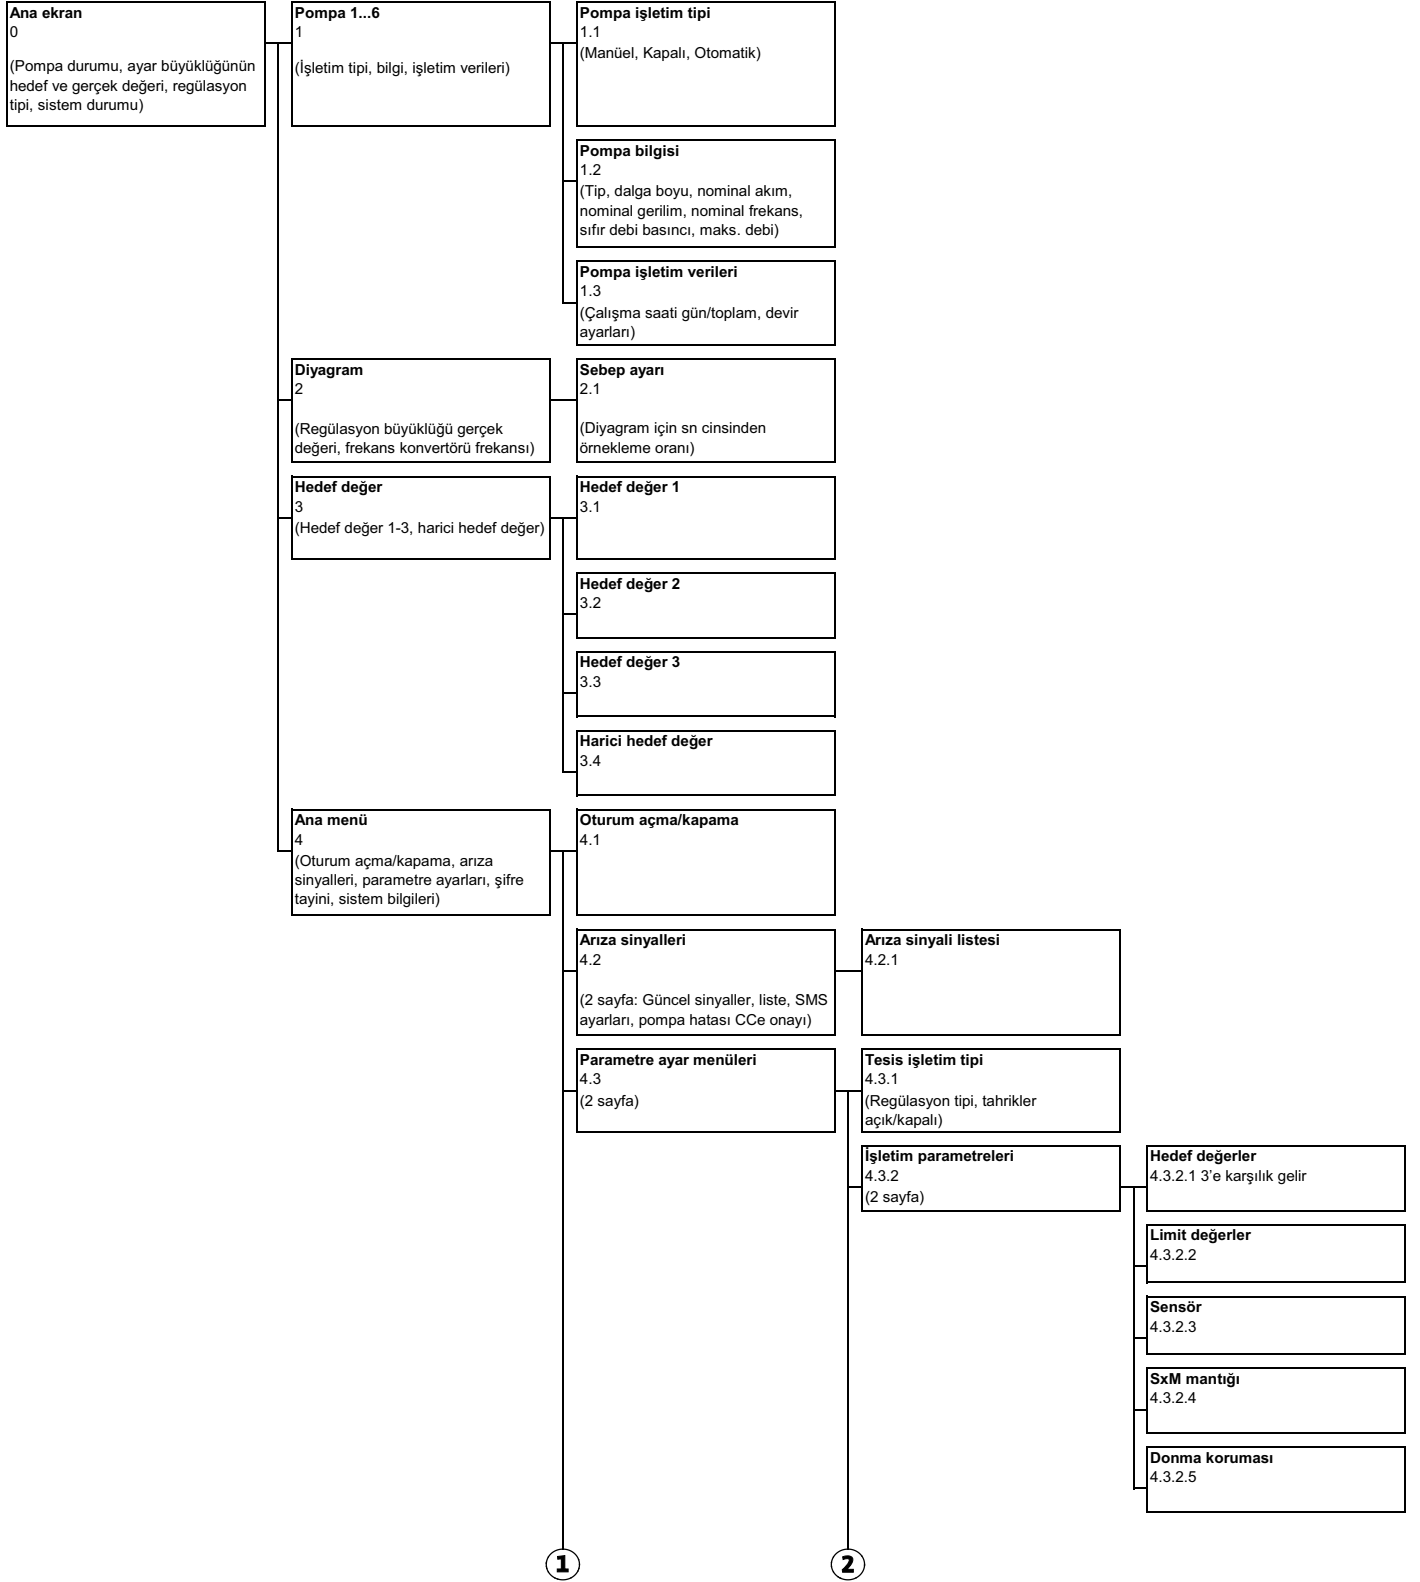 Ana ekran
0
(Pompa durumu, ayar büyüklüğünün
hedef ve gerçek değeri, regülasyon
tipi, sistem durumu)
Pompa 1...6
1
(İşletim tipi, bilgi, işletim verileri)
Pompa işletim tipi
1.1
(Manüel, Kapalı, Otomatik)
Pompa bilgisi
1.2
(Tip, dalga boyu, nominal akım,
nominal gerilim, nominal frekans,
sıfır debi basıncı, maks. debi)
Pompa işletim verileri
1.3
(Çalışma saati gün/toplam, devir
ayarları)
Diyagram
2
(Regülasyon büyüklüğü gerçek
değeri, frekans konvertörü frekansı)
Sebep ayarı
2.1
(Diyagram için sn cinsinden
örnekleme oranı)
Hedef değer
3
(Hedef değer 1-3, harici hedef değer)
Hedef değer 1
3.1
Hedef değer 2
3.2
Hedef değer 3
3.3
Harici hedef değer
3.4
Ana menü
4
(Oturum açma/kapama, arıza
sinyalleri, parametre ayarları, şifre
tayini, sistem bilgileri)
Oturum açma/kapama
4.1
Arıza sinyalleri
4.2
(2 sayfa: Güncel sinyaller, liste, SMS
ayarları, pompa hatası CCe onayı)
Arıza sinyali listesi
4.2.1
Parametre ayar menüleri
4.3
(2 sayfa)
Tesis işletim tipi
4.3.1
(Regülasyon tipi, tahrikler
açık/kapalı)
İşletim parametreleri
4.3.2
(2 sayfa)
Hedef değerler
4.3.2.1 3'e karşılık gelir
Limit değerler
4.3.2.2
Sensör
4.3.2.3
SxM mantığı
4.3.2.4
Donma koruması
4.3.2.5
1
2